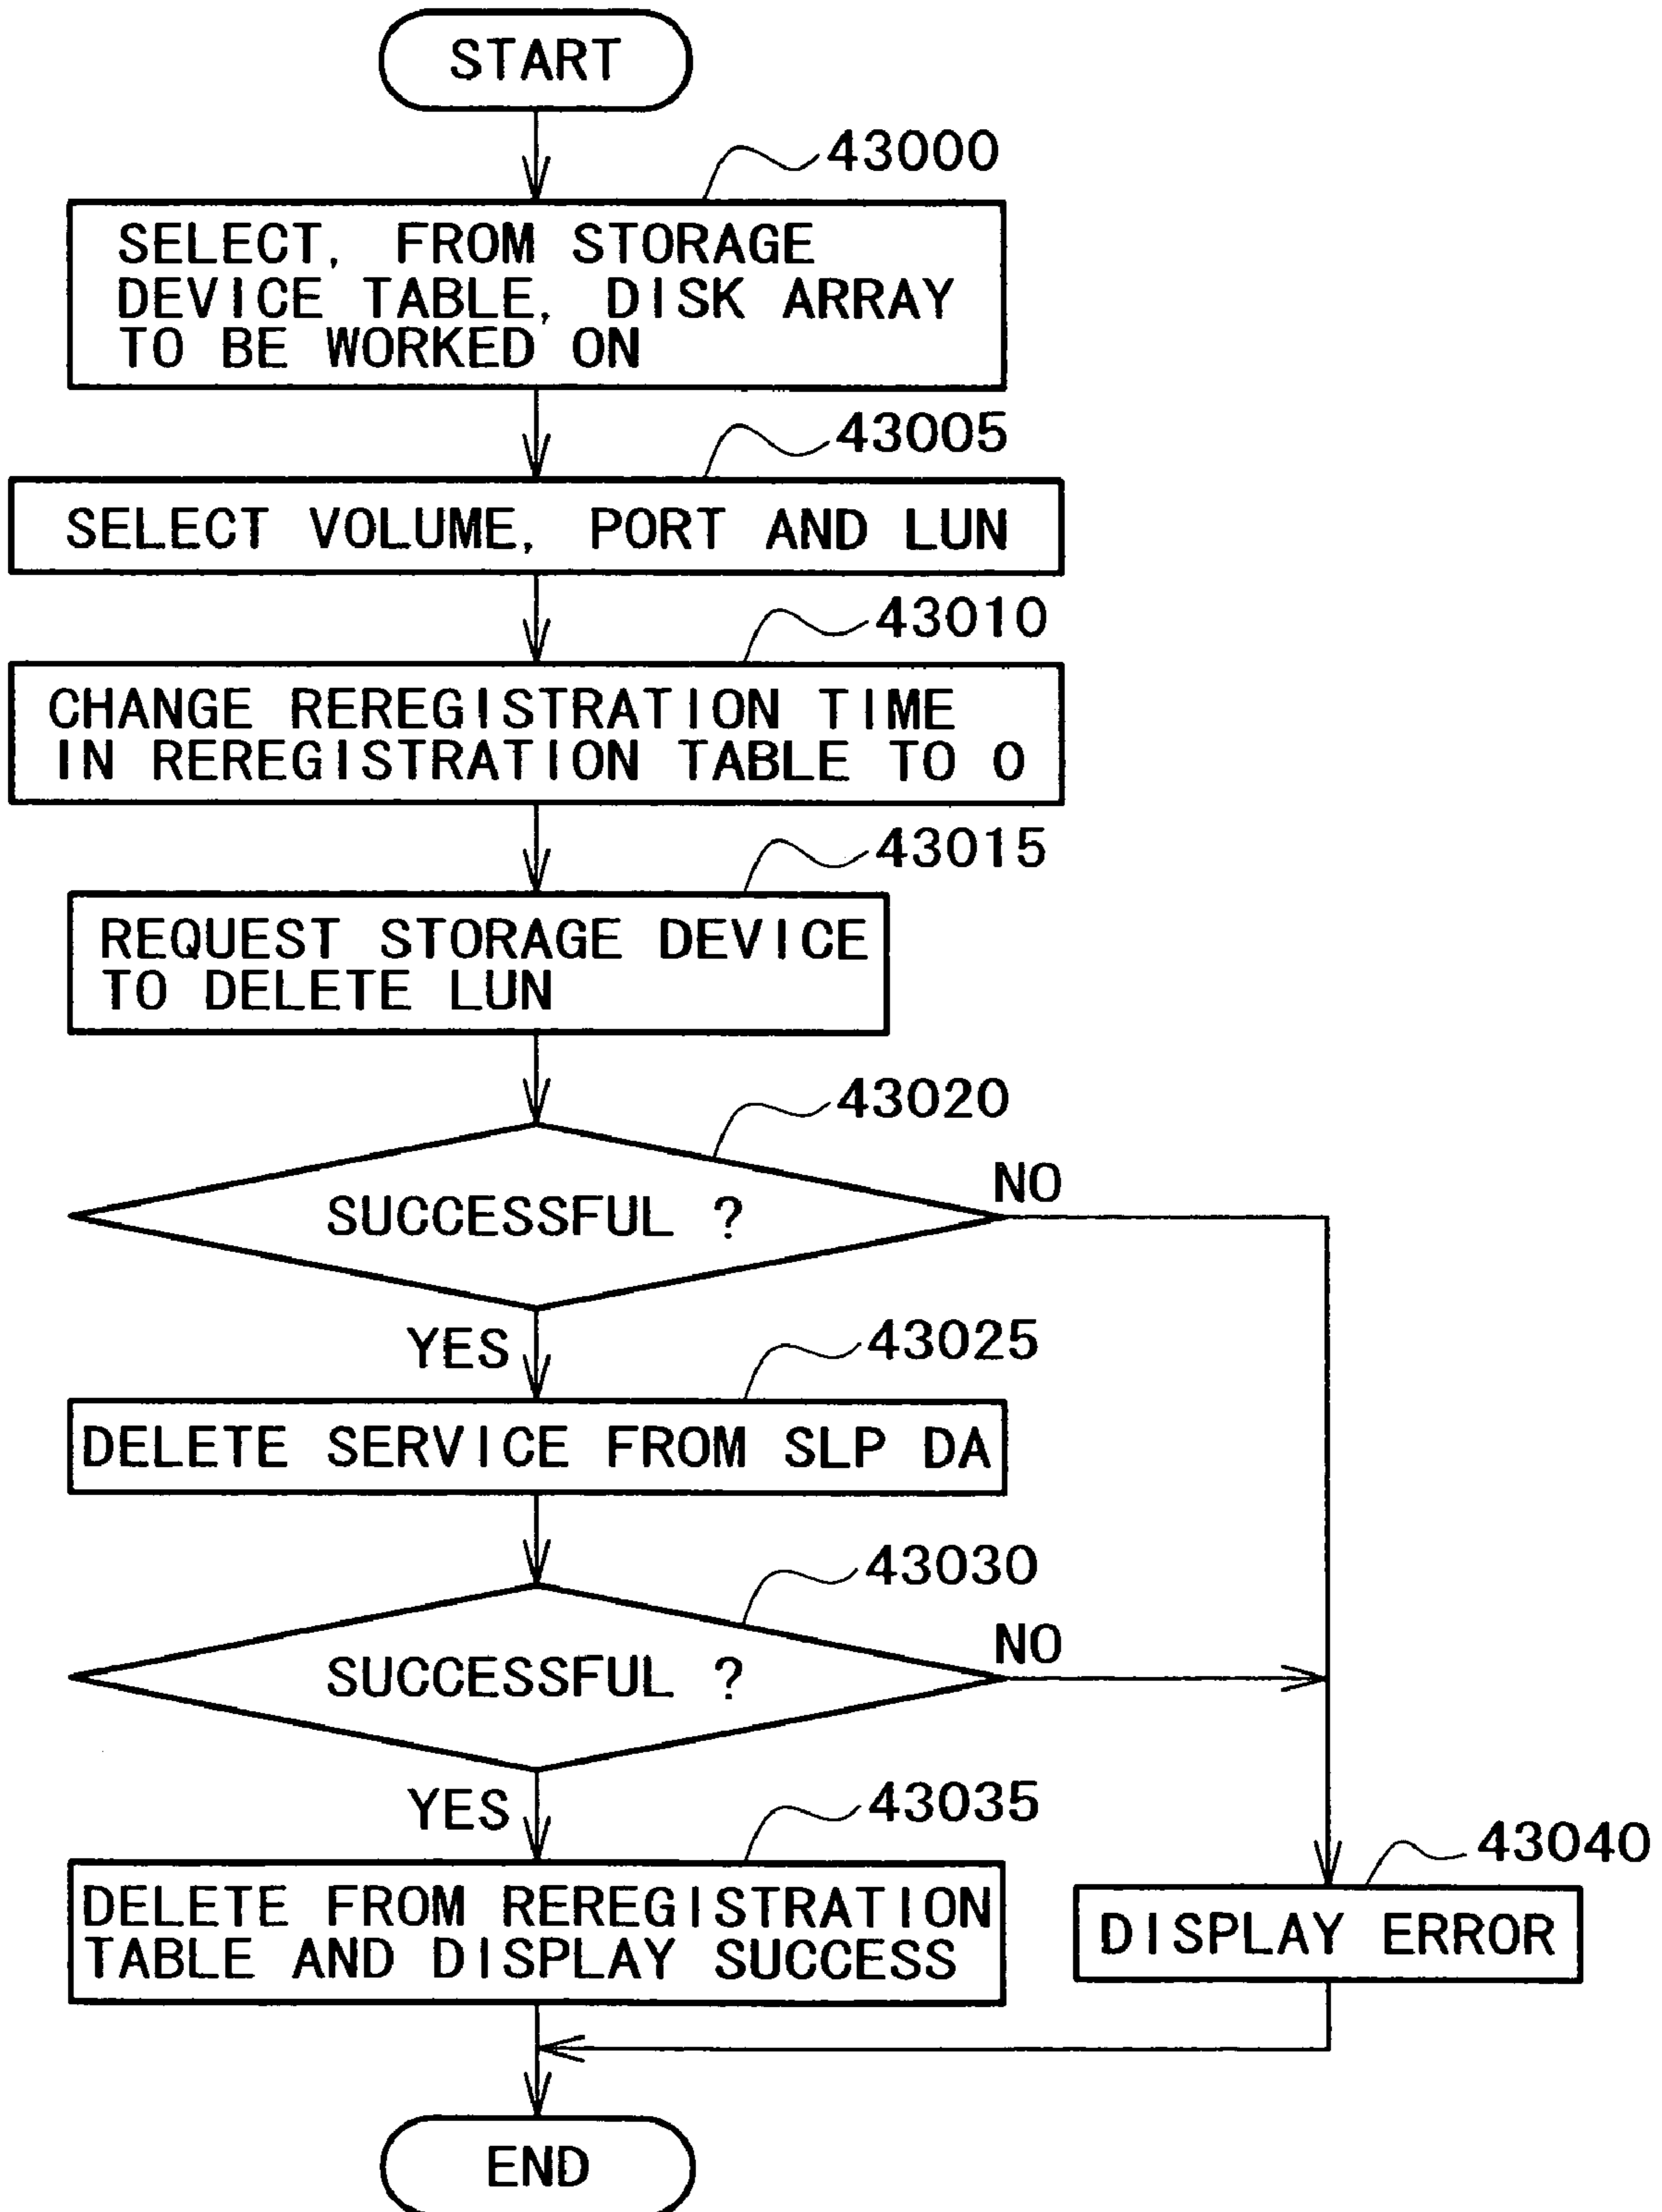 START
43000
SELECT, FROM STORAGE
DEVICE TABLE, DISK ARRAY
TO BE WORKED ON
43005
SELECT VOLUME, PORT AND LUN
43010
CHANGE REREGISTRATION TIME
IN REREGISTRATION TABLE TO 0
43015
REQUEST STORAGE DEVICE
TO DELETE LUN
43020
SUCCESSFUL ?
NO
YES
43025
DELETE SERVICE FROM SLP DA
43030
SUCCESSFUL ?
NO
YES
43035
DELETE FROM REREGISTRATION
TABLE AND DISPLAY SUCCESS
43040
DISPLAY ERROR
END